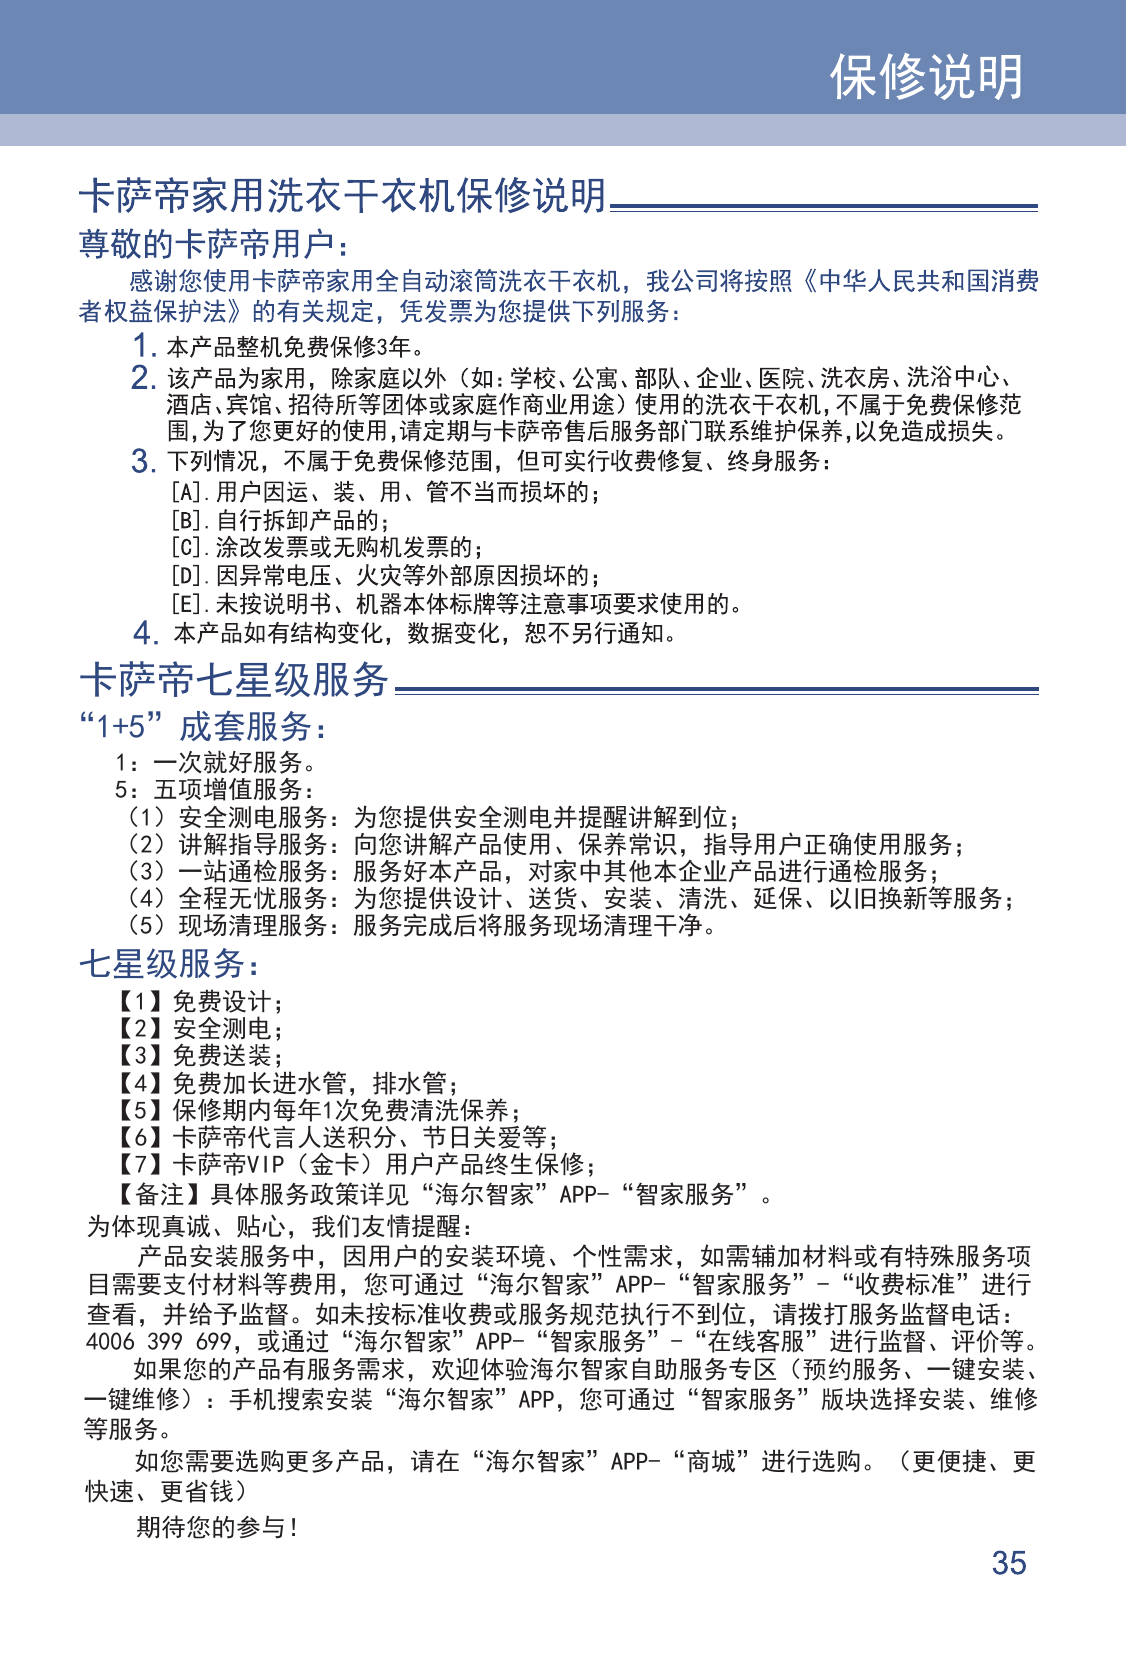 保修说明
卡萨帝家用洗衣干衣机保修说明
尊敬的卡萨帝用户：
感谢您使用卡萨帝家用全自动滚筒洗衣干衣机，我公司将按照《中华人民共和国消费
者权益保护法》的有关规定，凭发票为您提供下列服务：
1. 本产品整机免费保修3年。
2. 该产品为家用，除家庭以外（如：学校、公寓、部队、企业、医院、洗衣房、洗浴中心、
酒店、宾馆、招待所等团体或家庭作商业用途）使用的洗衣干衣机，不属于免费保修范
围，为了您更好的使用，请定期与卡萨帝售后服务部门联系维护保养，以免造成损失。
3. 下列情况，不属于免费保修范围，但可实行收费修复、终身服务：
[A]. 用户因运、装、用、管不当而损坏的；
[B]. 自行拆卸产品的；
[C]. 涂改发票或无购机发票的；
[D]. 因异常电压、火灾等外部原因损坏的；
[E]. 未按说明书、机器本体标牌等注意事项要求使用的。
4. 本产品如有结构变化，数据变化，恕不另行通知。
卡萨帝七星级服务
“1+5”成套服务：
1：一次就好服务。
5：五项增值服务：
（1）安全测电服务：为您提供安全测电并提醒讲解到位；
（2）讲解指导服务：向您讲解产品使用、保养常识，指导用户正确使用服务；
（3）一站通检服务：服务好本产品，对家中其他本企业产品进行通检服务；
（4）全程无忧服务：为您提供设计、送货、安装、清洗、延保、以旧换新等服务；
（5）现场清理服务：服务完成后将服务现场清理干净。
七星级服务：
【1】免费设计；
【2】安全测电；
【3】免费送装；
【4】免费加长进水管，排水管；
【5】保修期内每年1次免费清洗保养；
【6】卡萨帝代言人送积分、节日关爱等；
【7】卡萨帝VIP（金卡）用户产品终生保修；
【备注】具体服务政策详见“海尔智家”APP-“智家服务”。
为体现真诚、贴心，我们友情提醒：
产品安装服务中，因用户的安装环境、个性需求，如需辅加材料或有特殊服务项
目需要支付材料等费用，您可通过“海尔智家”APP-“智家服务”-“收费标准”进行
查看，并给予监督。如未按标准收费或服务规范执行不到位，请拨打服务监督电话：
4006 399 699，或通过“海尔智家”APP-“智家服务”-“在线客服”进行监督、评价等。
如果您的产品有服务需求，欢迎体验海尔智家自助服务专区（预约服务、一键安装、
一键维修）：手机搜索安装“海尔智家”APP，您可通过“智家服务”版块选择安装、维修
等服务。
如您需要选购更多产品，请在“海尔智家”APP-“商城”进行选购。（更便捷、更
快速、更省钱）
期待您的参与！
35